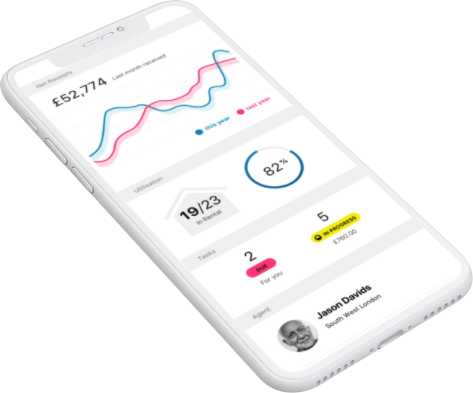 Net Receipts
£52,774 Last month received
this year
last year
Utilisation
19/23
in Rental
82%
Tasks
2
DUE
For you
5
IN PROGRESS
£760.00
Agent
Jason Davids
South West London